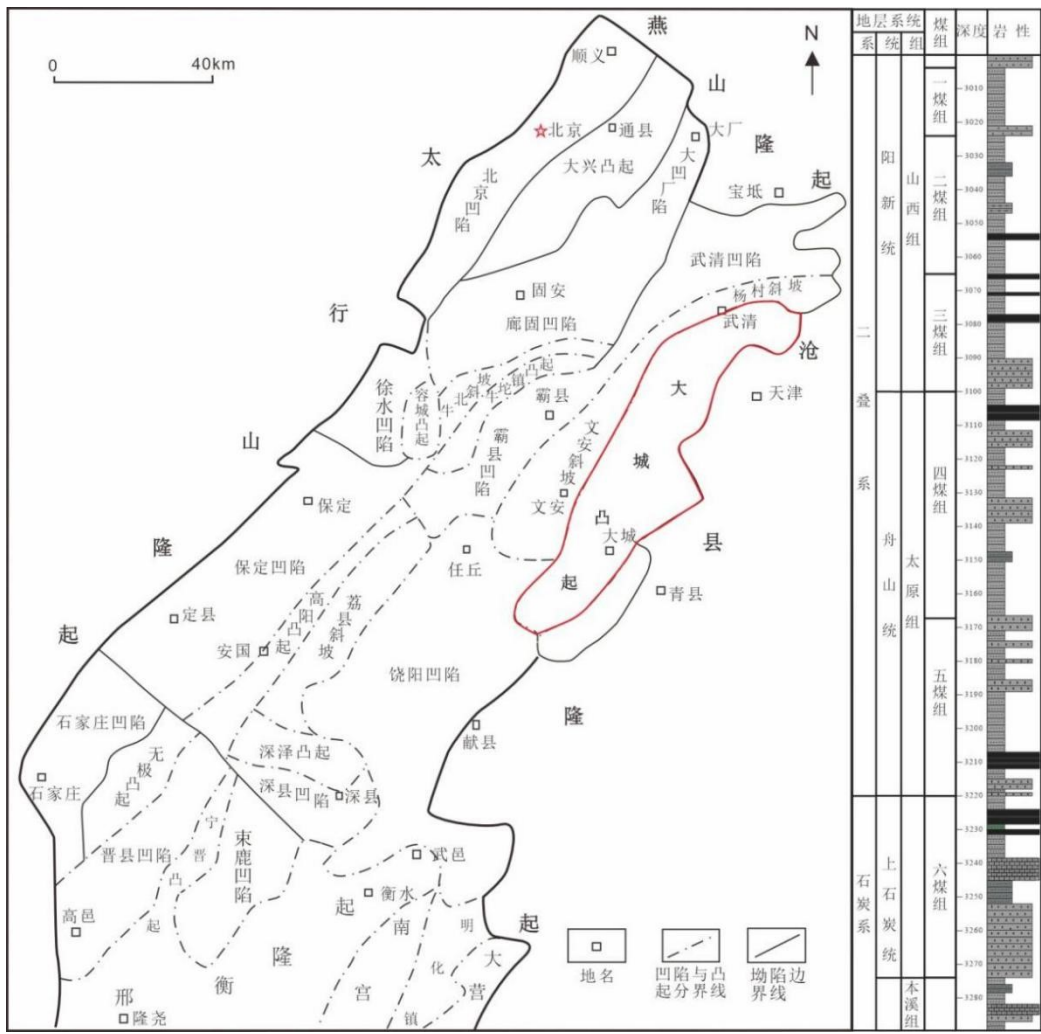 0
40km
N
燕
山
隆
起
太
行
山
隆
起
沧
县
隆
起
顺义
北京
通县
大厂
大兴凸起
北京凹陷
大厂凹陷
宝坻
武清凹陷
杨村斜坡
武清
固安
廊固凹陷
天津
徐水凹陷
容城凸起
牛北斜坡
牛坨镇凸起
霸县
霸县凹陷
文安斜坡
文安
大
城
凸
起
大城
保定
保定凹陷
任丘
青县
定县
高阳凸起
蠡县斜坡
安国
饶阳凹陷
石家庄凹陷
献县
无极凸起
深泽凸起
石家庄
深县凹陷
深县
晋县凹陷
宁
晋
凸
起
束鹿凹陷
武邑
衡水
高邑
起
隆
衡
邢
隆尧
南
宫
明
化
镇
大
营
地名
凹陷与凸
起分界线
坳陷边
界线
地层系统
系
统
组
煤组
深度
岩性
二叠系
石炭系
阳新统
舟山统
上石炭统
山西组
太原组
本溪组
一煤组
二煤组
三煤组
四煤组
五煤组
六煤组
3010
3020
3030
3040
3050
3060
3070
3080
3090
3100
3110
3120
3130
3140
3150
3160
3170
3180
3190
3200
3210
3220
3230
3240
3250
3260
3270
3280